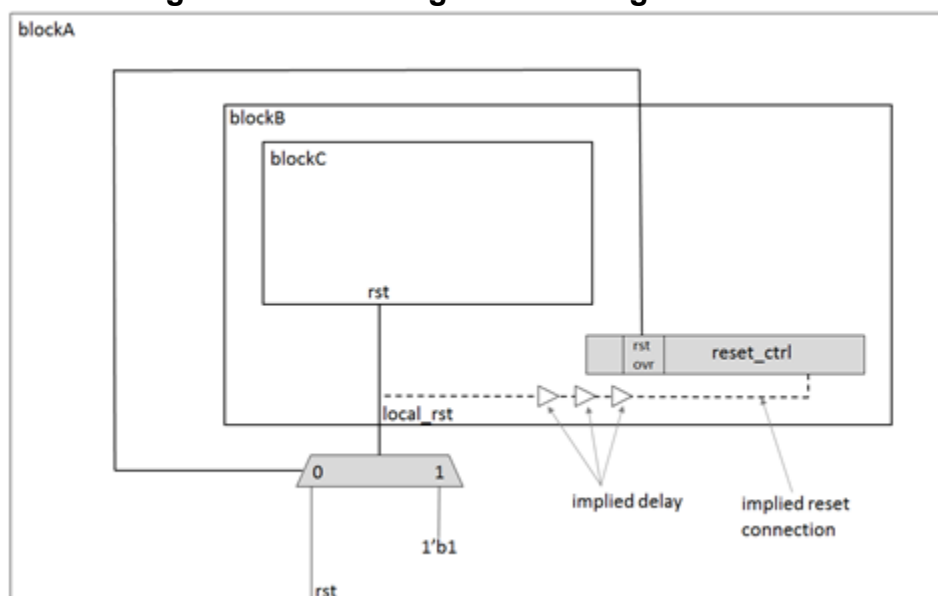 blockA
blockB
blockC
rst
rst
ovr
reset_ctrl
local_rst
0
1
implied delay
implied reset
connection
1'b1
rst